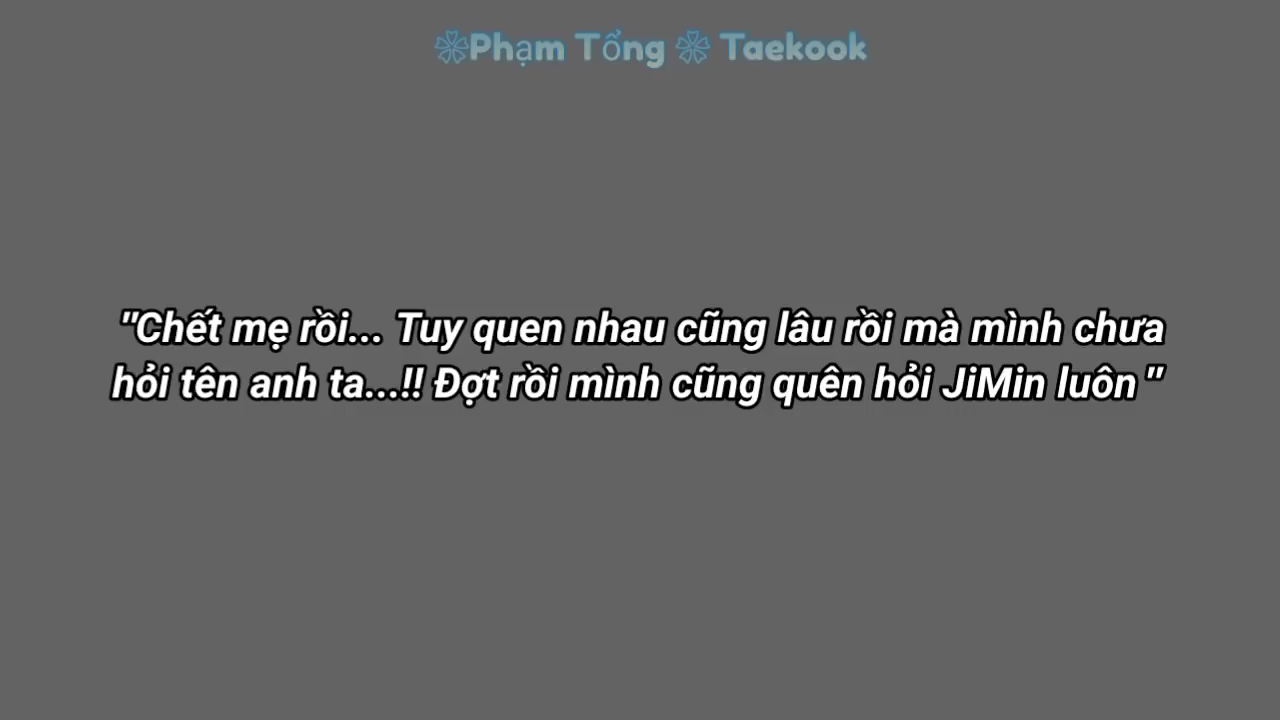 ❀Phạm Tổng ❀ Taekook
"Chết mẹ rồi... Tuy quen nhau cũng lâu rồi mà mình chưa
hỏi tên anh ta...!! Đợt rồi mình cũng quên hỏi JiMin luôn "